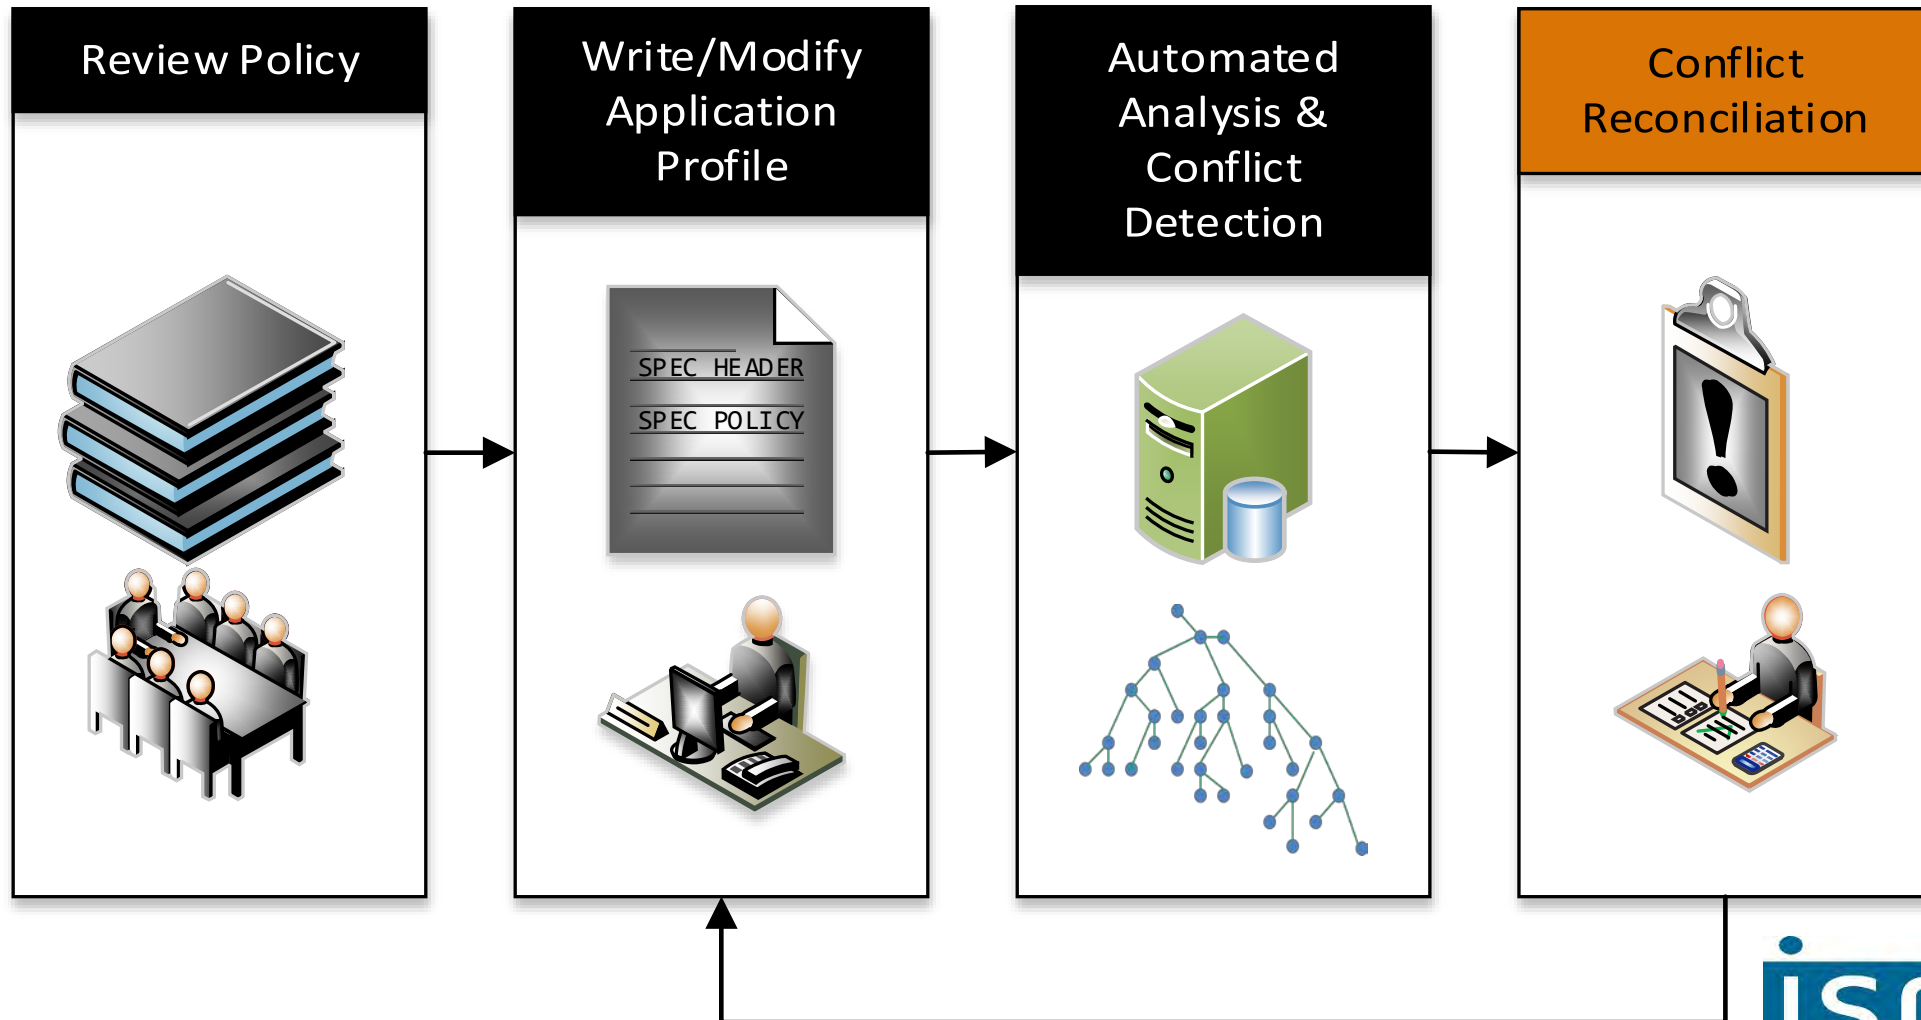 Review Policy
Write/Modify
Application
Profile
SPEC HEADER
SPEC POLICY
Automated
Analysis &
Conflict
Detection
Conflict
Reconciliation